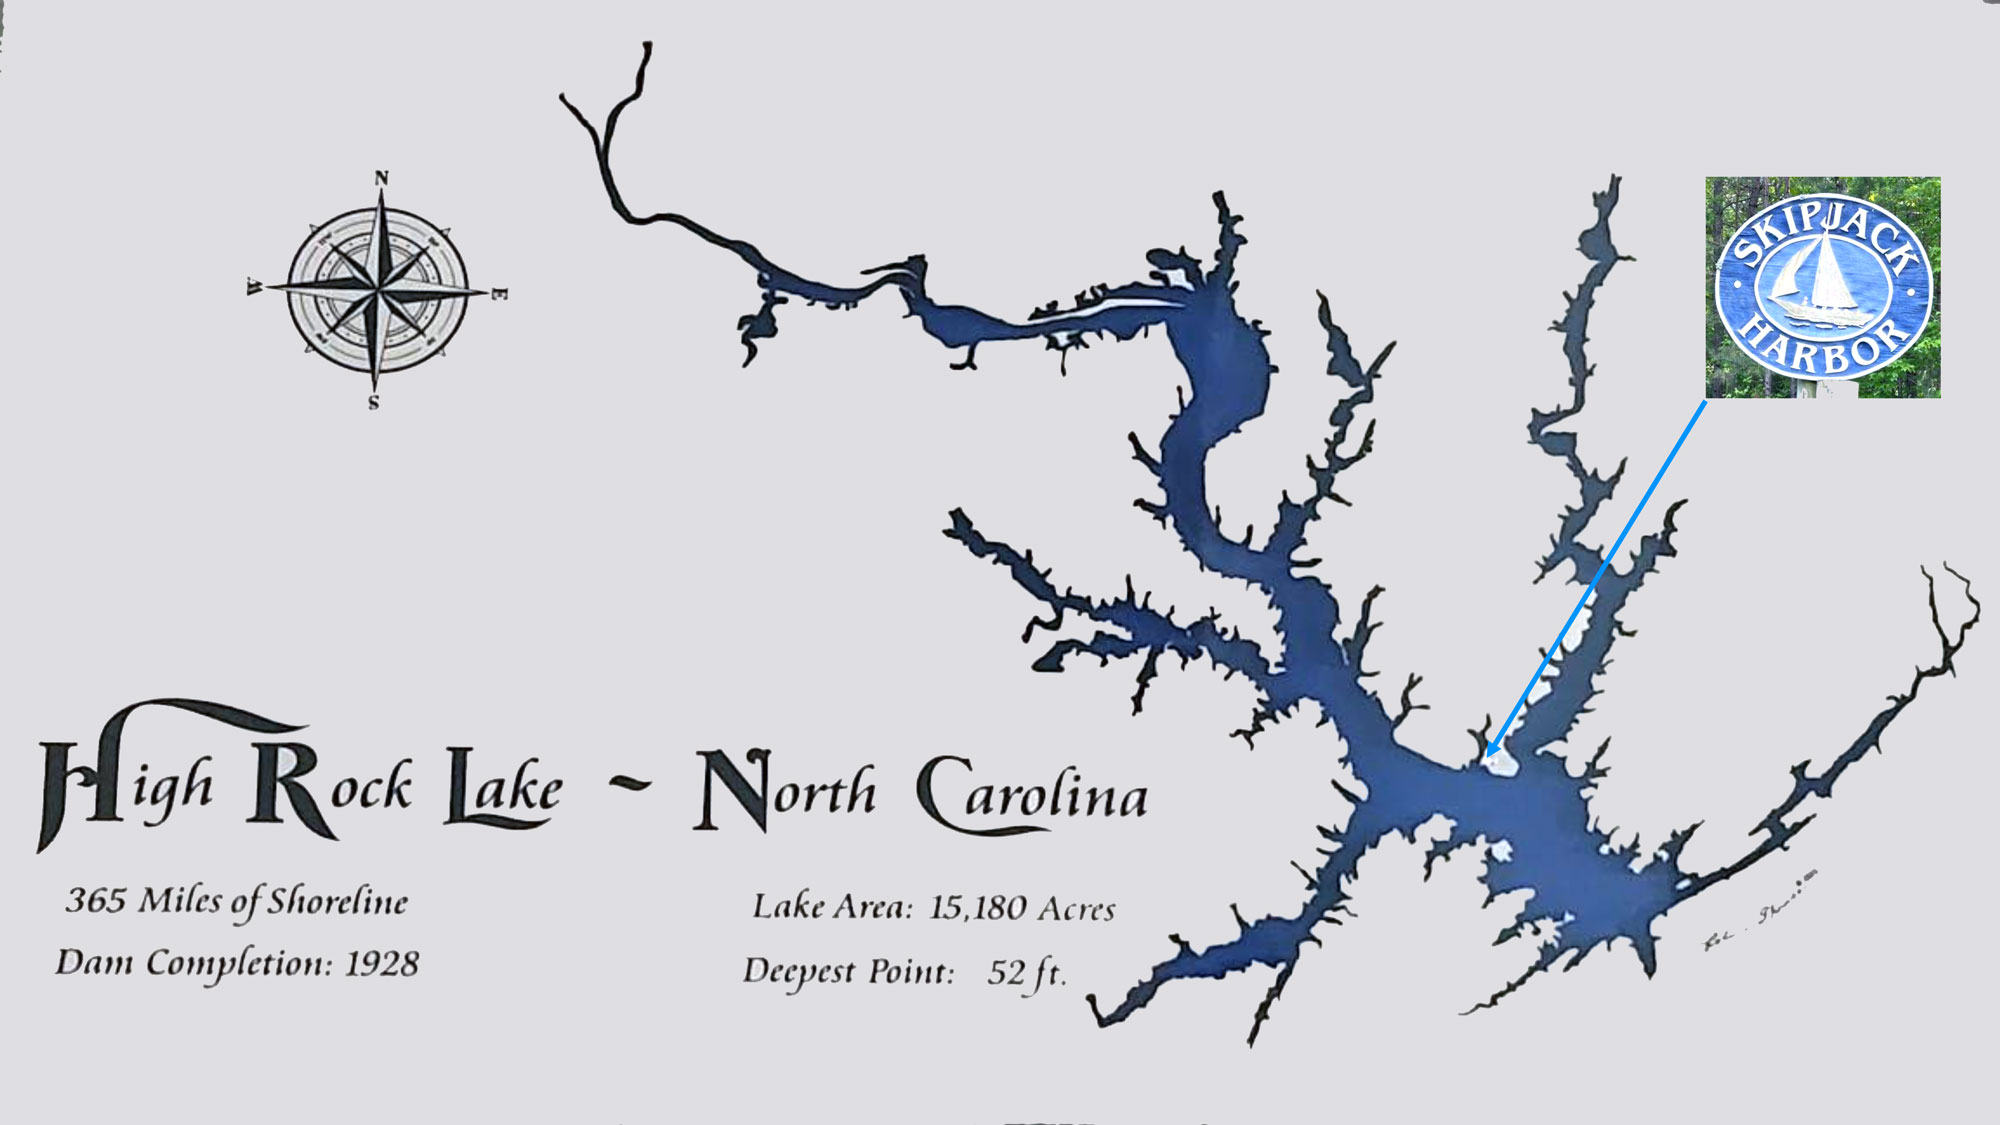 N
W
E
S
SKIPJACK
HARBOR
High Rock Lake ~ North Carolina
365 Miles of Shoreline
Lake Area: 15,180 Acres
Dam Completion: 1928
Deepest Point: 52 ft.